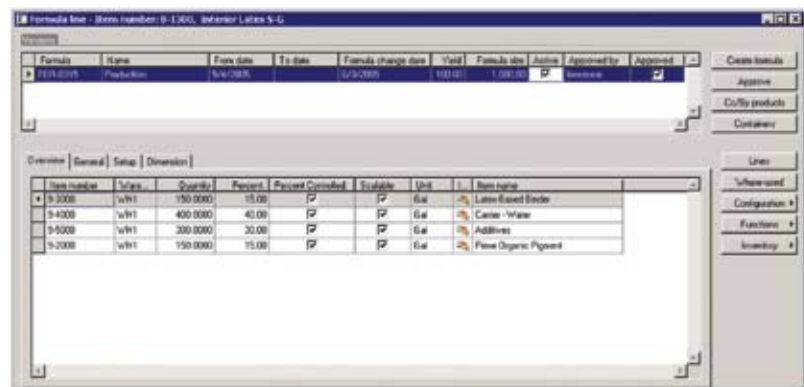 Formula line - Item number: 8-1300, Interior Latex S-G
Formula Name From date To date Formula change date Yield Formula size Active Approved by Approved
Production 5/4/2005 6/3/2005 100.00 1,000.00
Create formula
Approve
Co/By products
Containers
Overview General Setup Dimension
Item number Ware... Quantity Percent. Percent Controlled Scalable Unit I... Item name
9-3000 WH1 150.0000 15.00 Gal Latex-Based Binder
9-4000 WH1 400.0000 40.00 Gal Carrier - Water
9-5000 WH1 300.0000 30.00 Gal Additives
9-2000 WH1 150.0000 15.00 Gal Prime Organic Pigment
Lines
Where-used
Configuration
Functions
Inventory